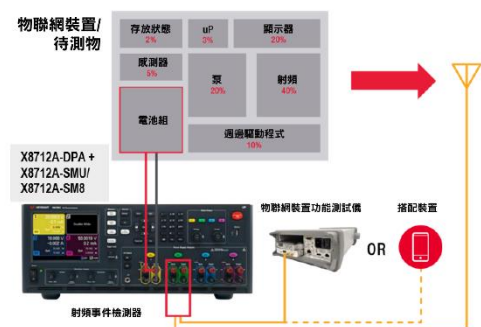 物聯網裝置/
待測物
存放狀態
2%
uP
3%
顯示器
20%
感測器
5%
泵
20%
射頻
40%
電池組
週邊驅動程式
10%
X8712A-DPA +
X8712A-SMU/
X8712A-SM8
物聯網裝置功能測試儀
搭配裝置
OR
射頻事件檢測器